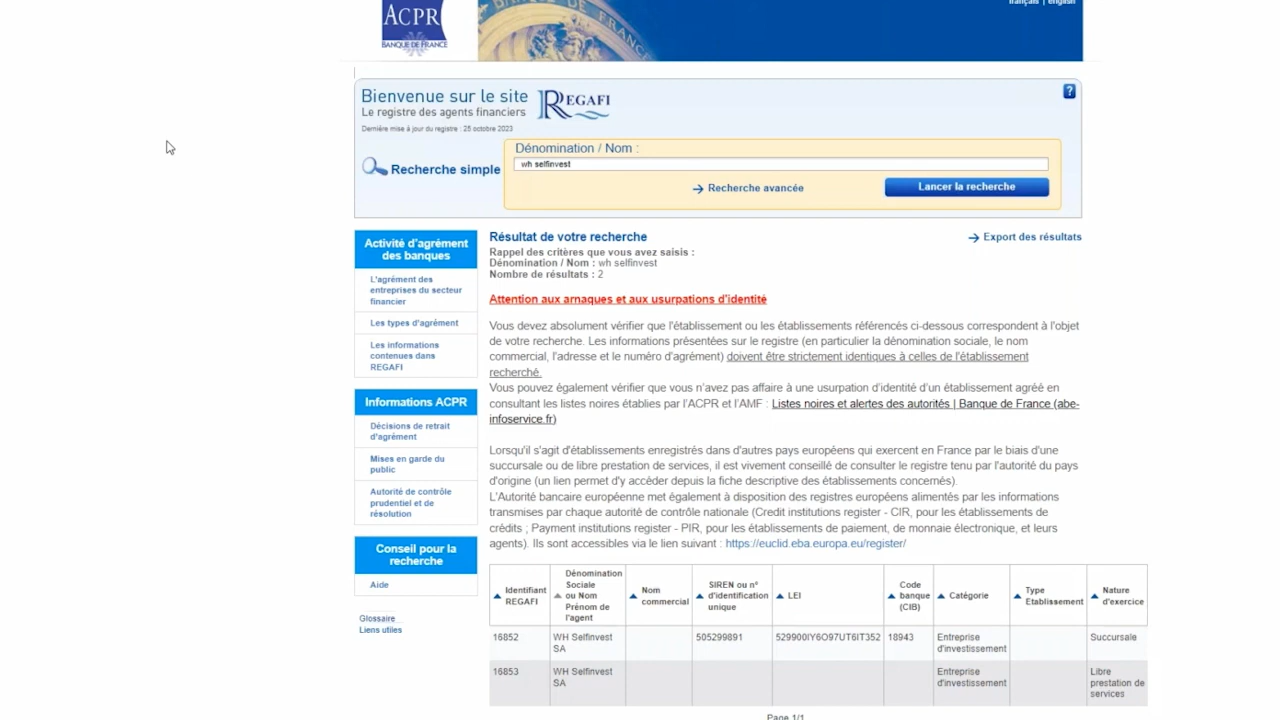 français | english
ACPR
BANQUE DE FRANCE
BANQUE DE FRANCE
Bienvenue sur le site
REGAFI
Le registre des agents financiers
Dernière mise à jour du registre : 25 octobre 2023
?
Dénomination / Nom :
wh selfinvest
Recherche simple
Recherche avancée
Lancer la recherche
Activité d'agrément
des banques
L'agrément des
entreprises du secteur
financier
Les types d'agrément
Les informations
contenues dans
REGAFI
Informations ACPR
Décisions de retrait
d'agrément
Mises en garde du
public
Autorité de contrôle
prudentiel et de
résolution
Conseil pour la
recherche
Aide
Glossaire
Liens utiles
Résultat de votre recherche
Export des résultats
Rappel des critères que vous avez saisis :
Dénomination / Nom : wh selfinvest
Nombre de résultats : 2
Attention aux arnaques et aux usurpations d'identité
Vous devez absolument vérifier que l'établissement ou les établissements référencés ci-dessous correspondent à l'objet
de votre recherche. Les informations présentées sur le registre (en particulier la dénomination sociale, le nom
commercial, l'adresse et le numéro d'agrément) doivent être strictement identiques à celles de l'établissement
recherché.
Vous pouvez également vérifier que vous n'avez pas affaire à une usurpation d'identité d'un établissement agréé en
consultant les listes noires établies par l'ACPR et l'AMF : Listes noires et alertes des autorités | Banque de France (abe-
infoservice.fr)
Lorsqu'il s'agit d'établissements enregistrés dans d'autres pays européens qui exercent en France par le biais d'une
succursale ou de libre prestation de services, il est vivement conseillé de consulter le registre tenu par l'autorité du pays
d'origine (un lien permet d'y accéder depuis la fiche descriptive des établissements concernés).
L'Autorité bancaire européenne met également à disposition des registres européens alimentés par les informations
transmises par chaque autorité de contrôle nationale (Credit institutions register - CIR, pour les établissements de
crédits ; Payment institutions register - PIR, pour les établissements de paiement, de monnaie électronique, et leurs
agents). Ils sont accessibles via le lien suivant : https://euclid.eba.europa.eu/register/
Identifiant
REGAFI
Dénomination
Sociale
ou Nom
Prénom de
l'agent
Nom
commercial
SIREN ou n°
d'identification
unique
LEI
Code
banque
(CIB)
Catégorie
Type
Etablissement
Nature
d'exercice
16852
WH Selfinvest
SA
505299891
529900IY6O97UT6IT352
18943
Entreprise
d'investissement
Succursale
16853
WH Selfinvest
SA
Entreprise
d'investissement
Libre
prestation de
services
Page 1/1